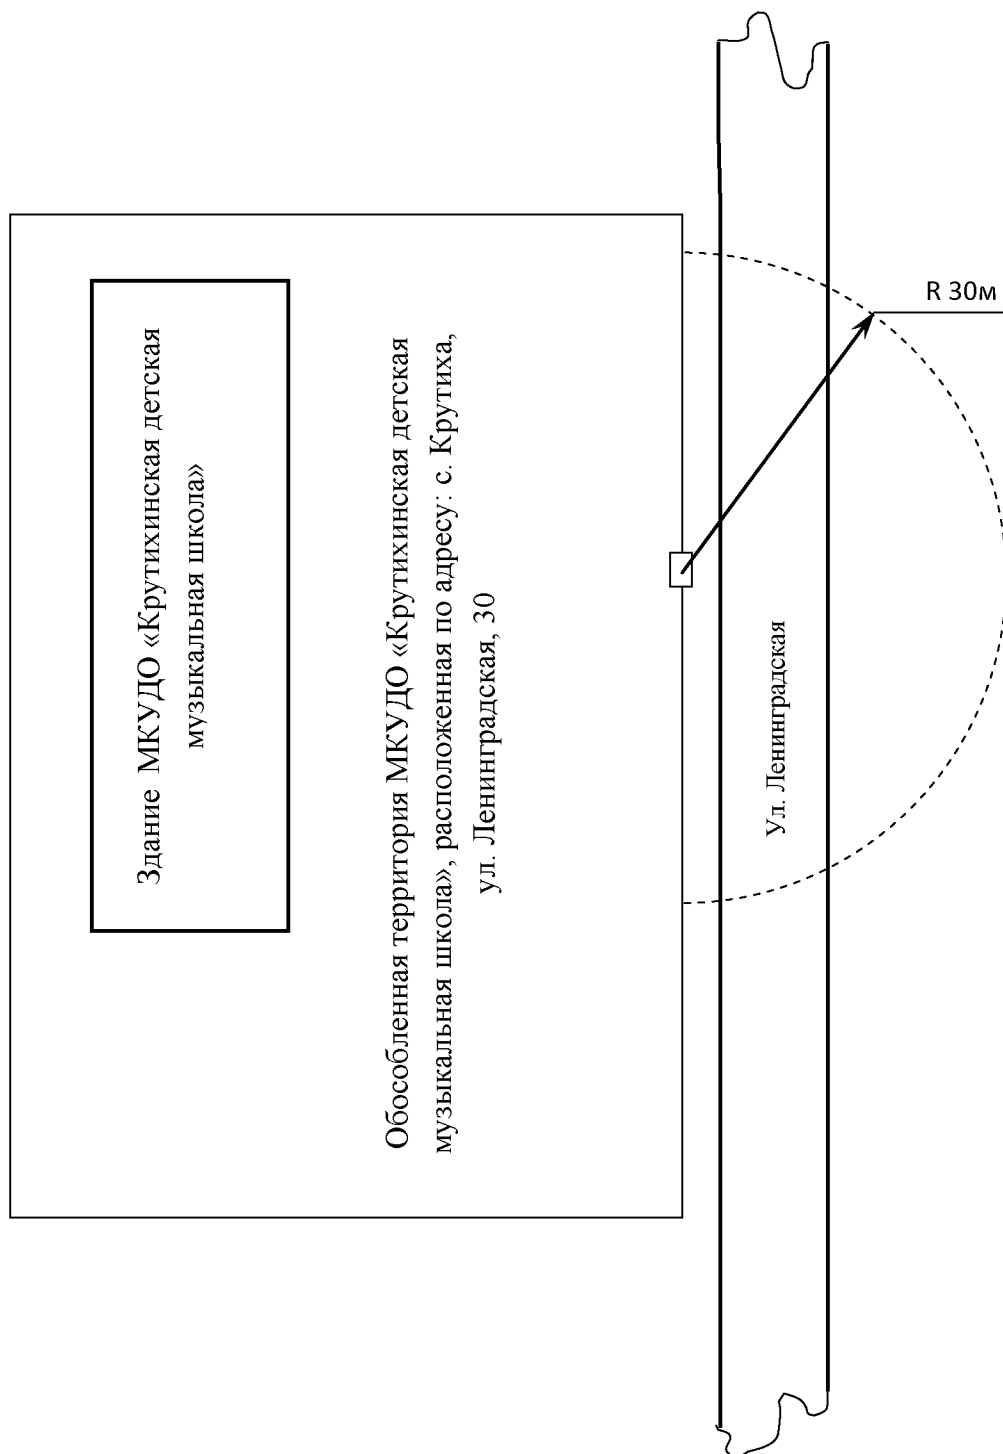 Здание МКУДО «Крутихинская детская
музыкальная школа»
Обособленная территория МКУДО «Крутихинская детская
музыкальная школа», расположенная по адресу: с. Крутиха,
ул. Ленинградская, 30
Ул. Ленинградская
R 30м